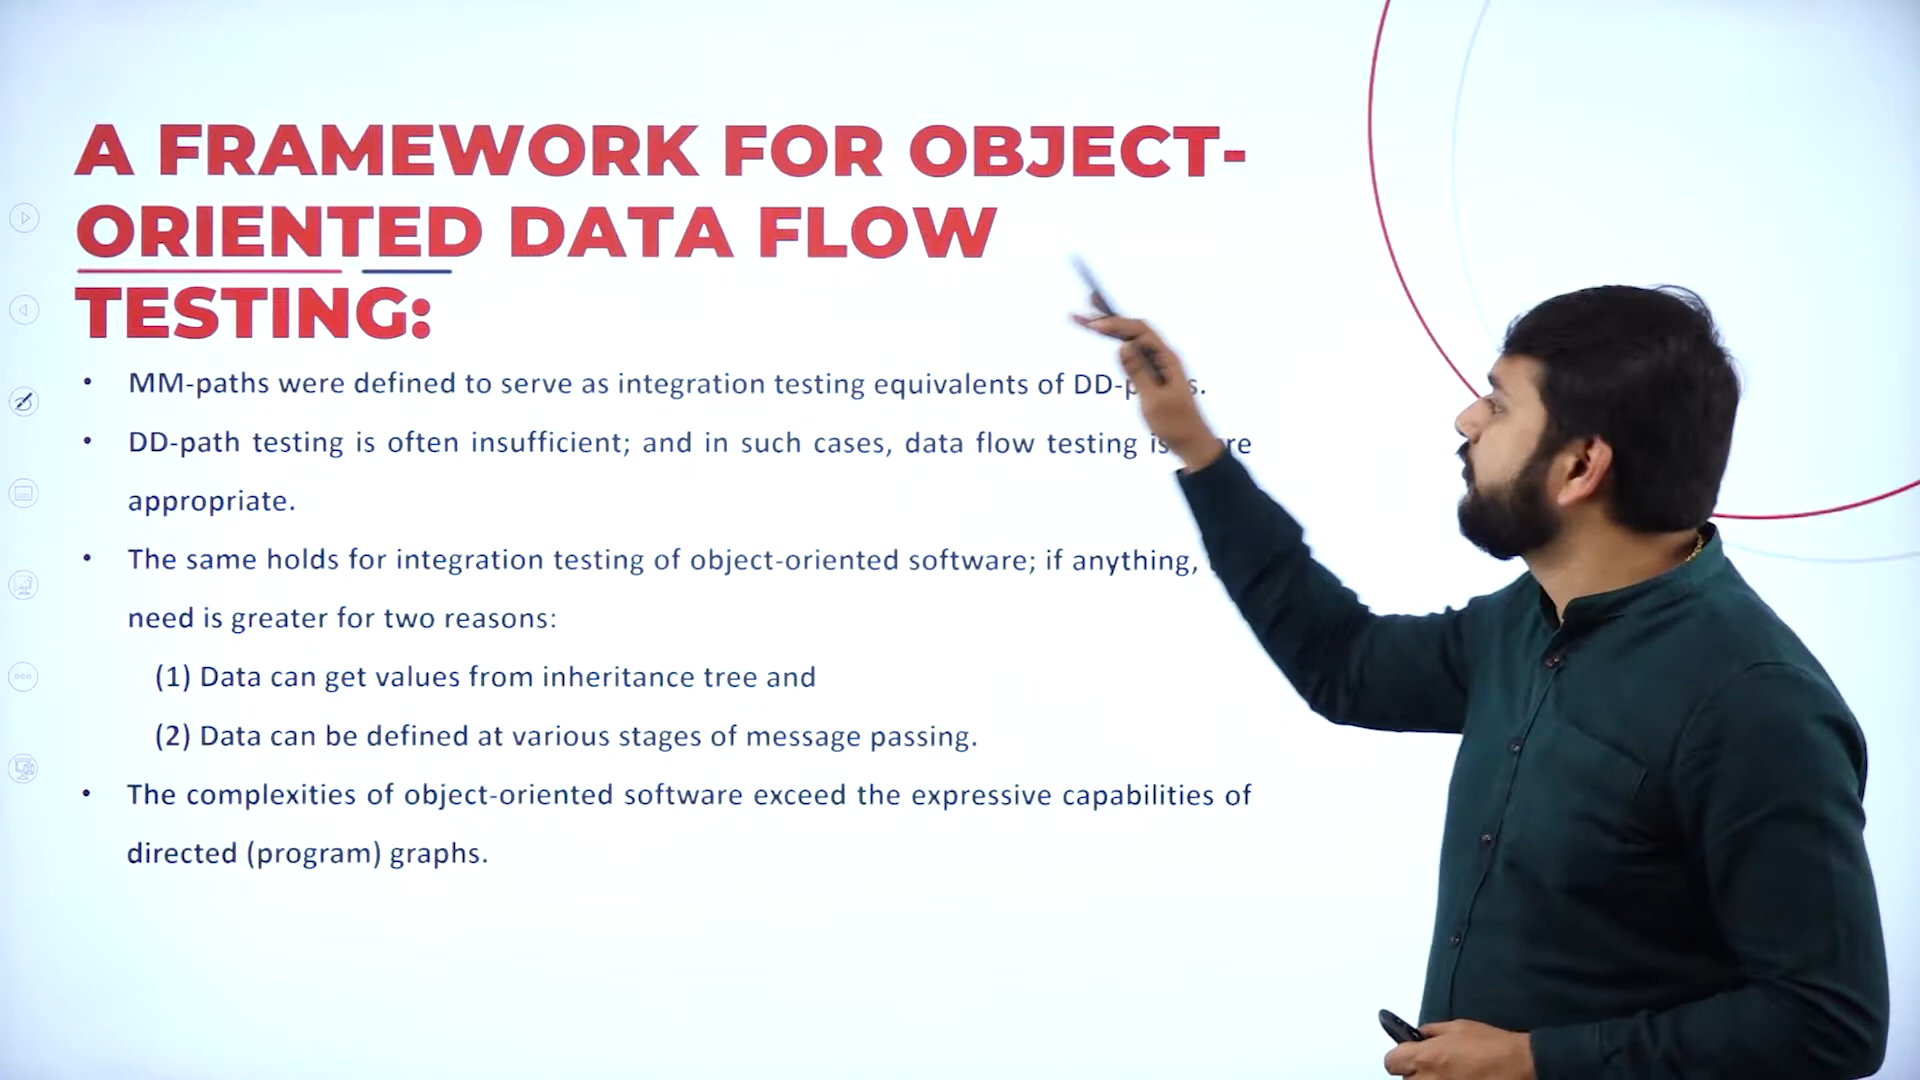 A FRAMEWORK FOR OBJECT-
ORIENTED DATA FLOW
TESTING:
• MM-paths were defined to serve as integration testing equivalents of
• DD-path testing is often insufficient; and in such cases, data flow testing
appropriate.
• The same holds for integration testing of object-oriented software; if anything,
need is greater for two reasons:
(1) Data can get values from inheritance tree and
(2) Data can be defined at various stages of message passing.
• The complexities of object-oriented software exceed the expressive capabilities of
directed (program) graphs.